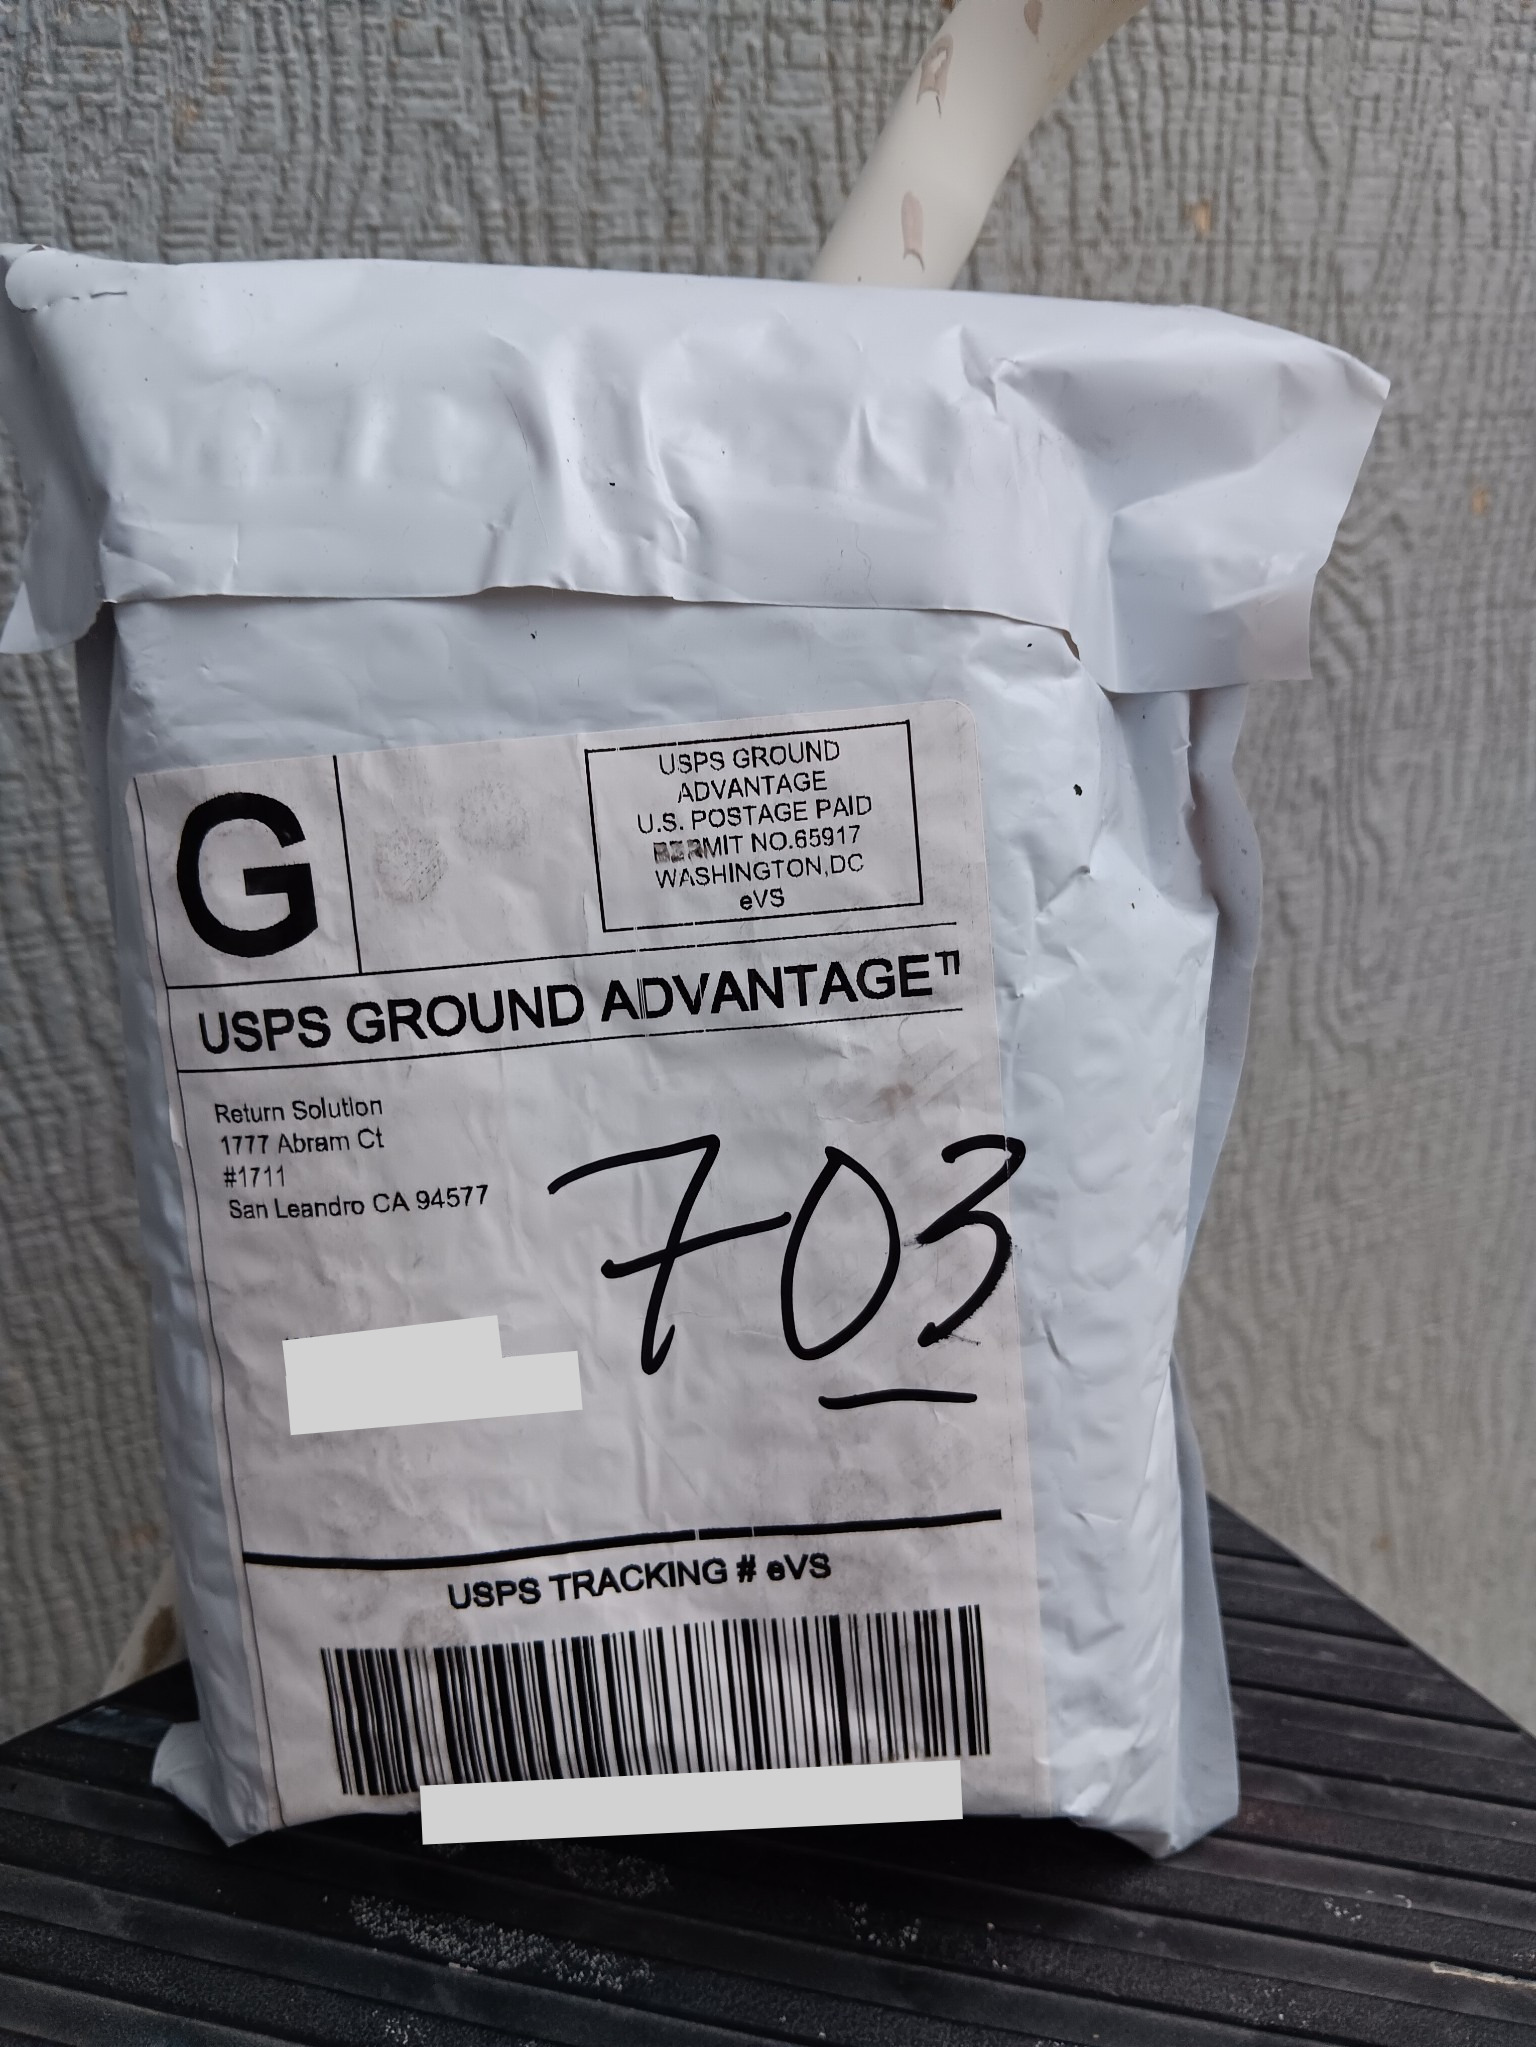 G
USPS GROUND
ADVANTAGE
U.S. POSTAGE PAID
PERMIT NO.65917
WASHINGTON,DC
eVS
USPS GROUND ADVANTAGE™
Return Solution
1777 Abram Ct
#1711
San Leandro CA 94577
703
USPS TRACKING # eVS